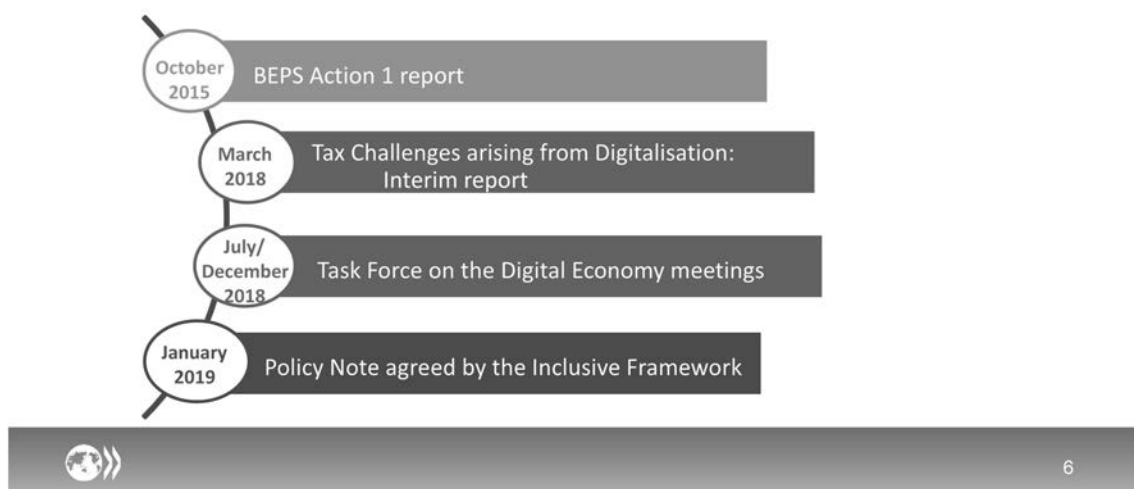 October
2015
BEPS Action 1 report
March
2018
Tax Challenges arising from Digitalisation:
Interim report
July/
December
2018
Task Force on the Digital Economy meetings
January
2019
Policy Note agreed by the Inclusive Framework
6